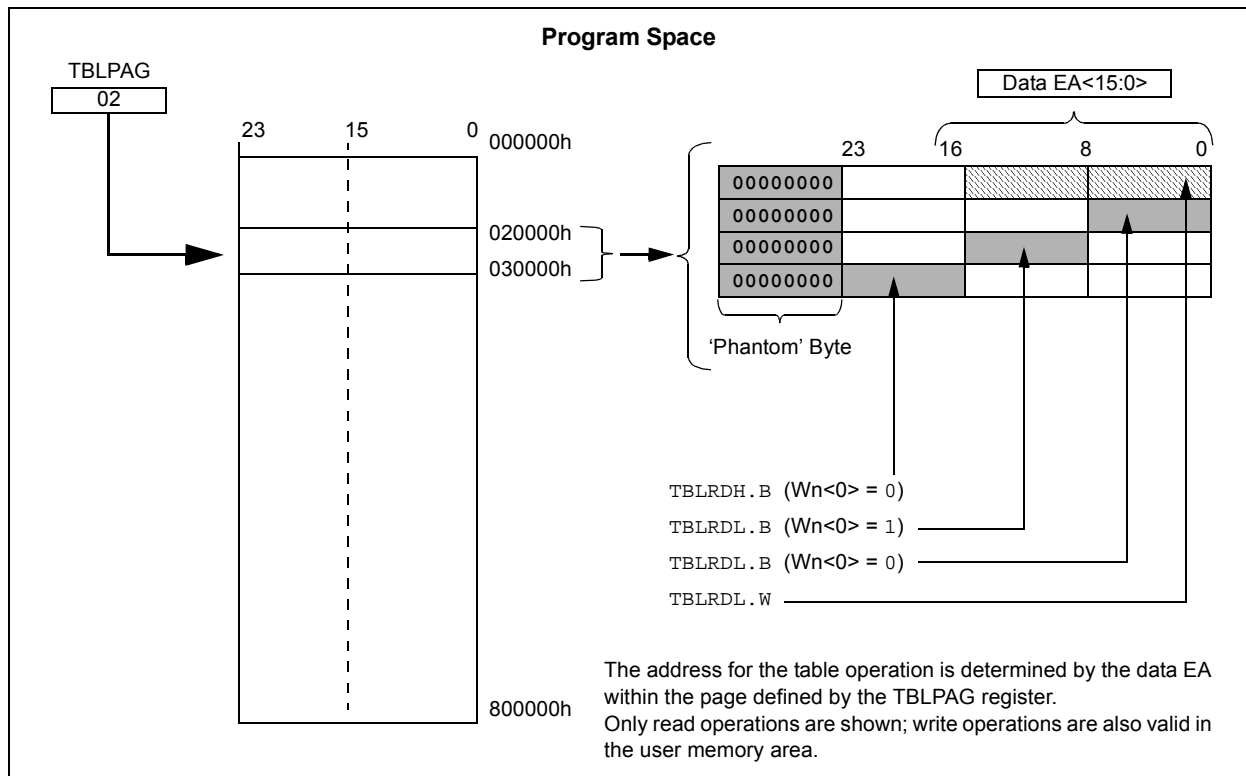 Program Space
TBLPAG
02
Data EA<15:0>
23 15 0
000000h
020000h
030000h
800000h
23 16 8 0
00000000
00000000
00000000
00000000
‘Phantom’ Byte
TBLRDH.B (Wn<0> = 0)
TBLRDL.B (Wn<0> = 1)
TBLRDL.B (Wn<0> = 0)
TBLRDL.W
The address for the table operation is determined by the data EA
within the page defined by the TBLPAG register.
Only read operations are shown; write operations are also valid in
the user memory area.